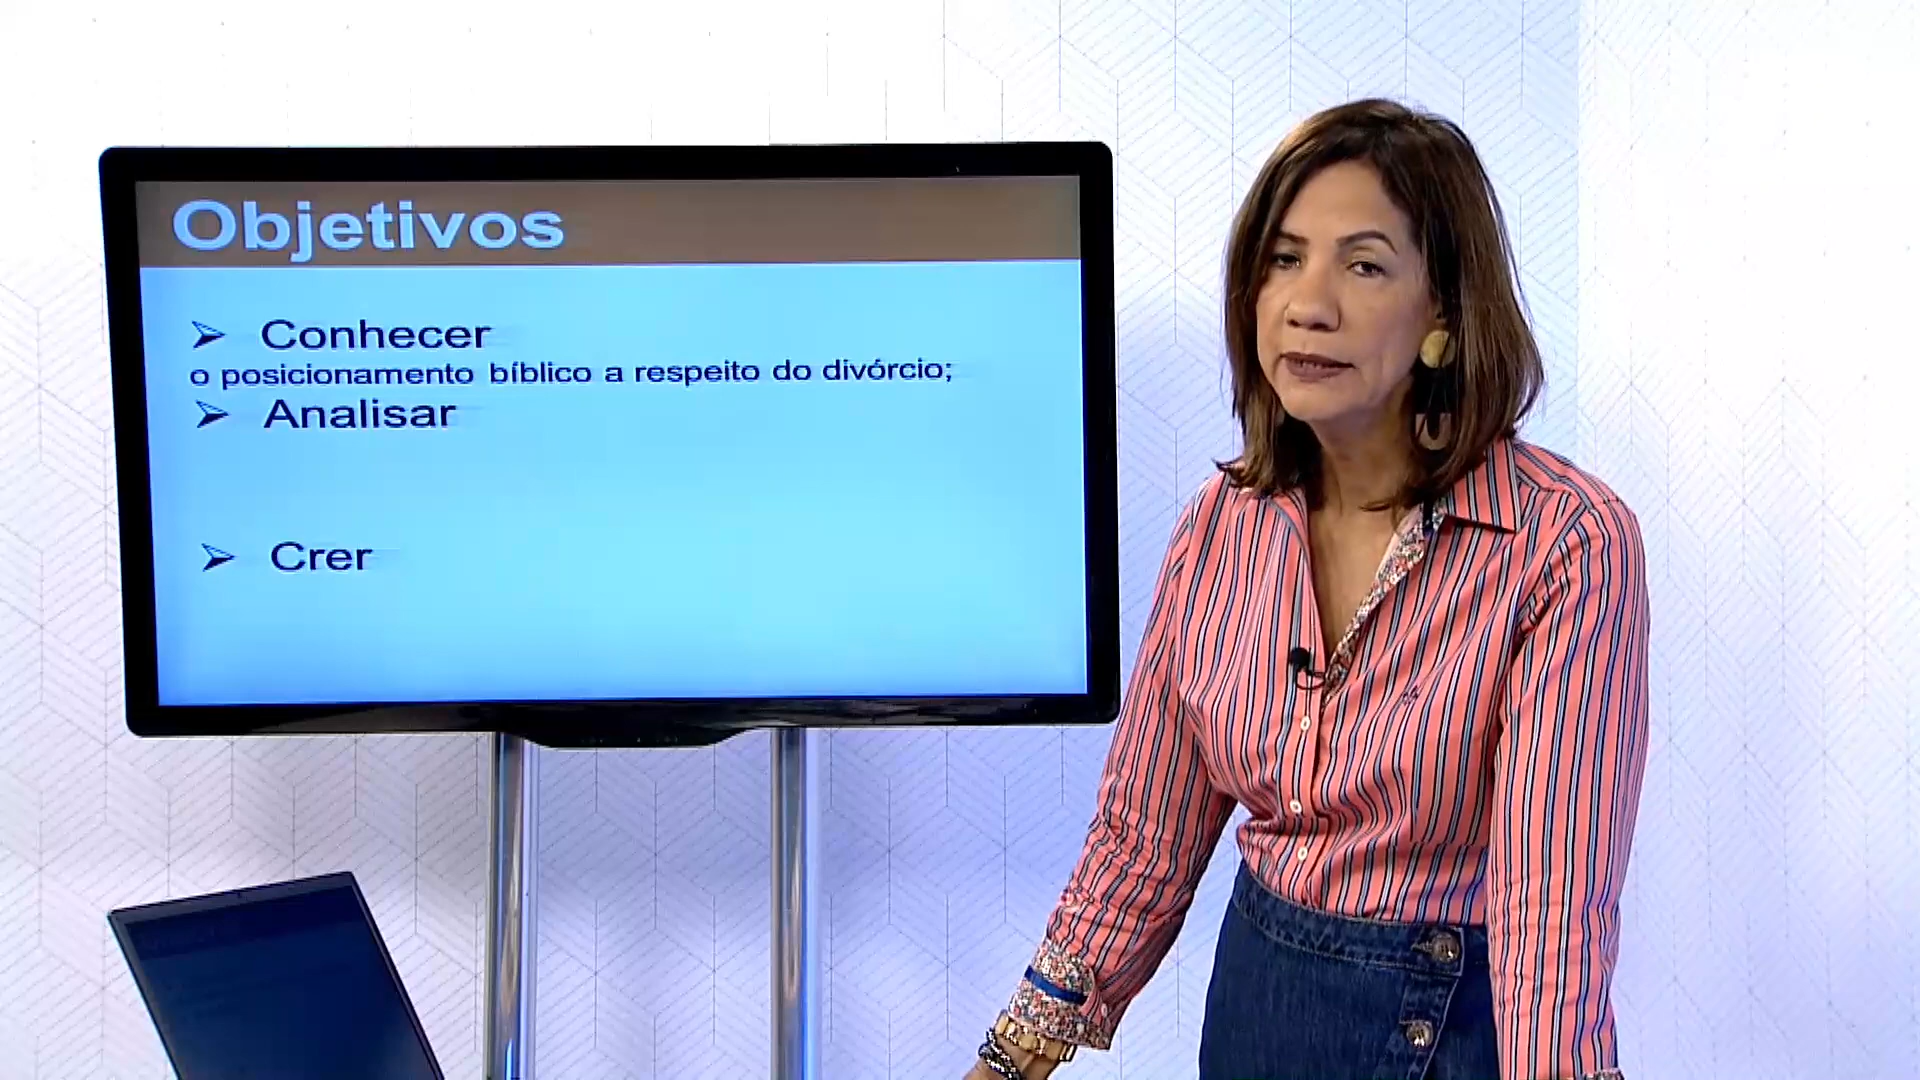 Objetivos
➢ Conhecer
o posicionamento bíblico a respeito do divórcio;
➢ Analisar
➢ Crer